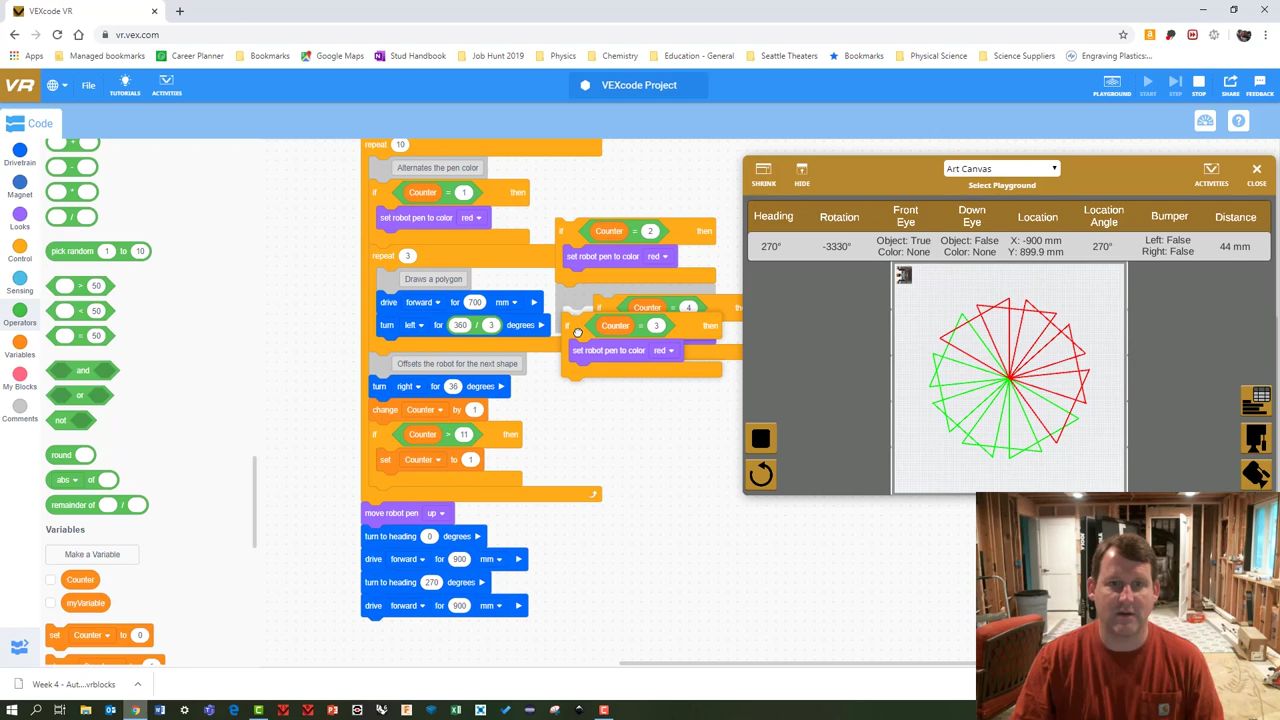 VEXcode VR
vr.vex.com
Apps Managed bookmarks Career Planner Bookmarks Google Maps Stud Handbook Job Hunt 2019 Physics Chemistry Education - General Seattle Theaters Bookmarks Physical Science Science Suppliers Engraving Plastics:...
VR File TUTORIALS ACTIVITIES VEXcode Project PLAYGROUND START STEP STOP SHARE FEEDBACK
Code
Drivetrain
Magnet
Looks
Control
Sensing
Operators
Variables
My Blocks
Comments
+
-
*
/
pick random 1 to 10
> 50
< 50
= 50
and
or
not
round
abs of
remainder of /
Variables
Make a Variable
Counter
myVariable
set Counter to 0
repeat 10
Alternates the pen color
if Counter = 1 then
set robot pen to color red
repeat 3
Draws a polygon
drive forward for 700 mm
turn left for 360 / 3 degrees
Offsets the robot for the next shape
turn right for 36 degrees
change Counter by 1
if Counter > 11 then
set Counter to 1
move robot pen up
turn to heading 0 degrees
drive forward for 900 mm
turn to heading 270 degrees
drive forward for 900 mm
if Counter = 2 then
set robot pen to color red
if Counter = 4 then
if Counter = 3 then
set robot pen to color red
SHRINK HIDE Art Canvas
Select Playground ACTIVITIES CLOSE
Heading Rotation Front Eye Down Eye Location Location Angle Bumper Distance
270° -3330° Object: True Color: None Object: False Color: None X: -900 mm Y: 899.9 mm 270° Left: False Right: False 44 mm
Week 4 - Aut....vrblocks